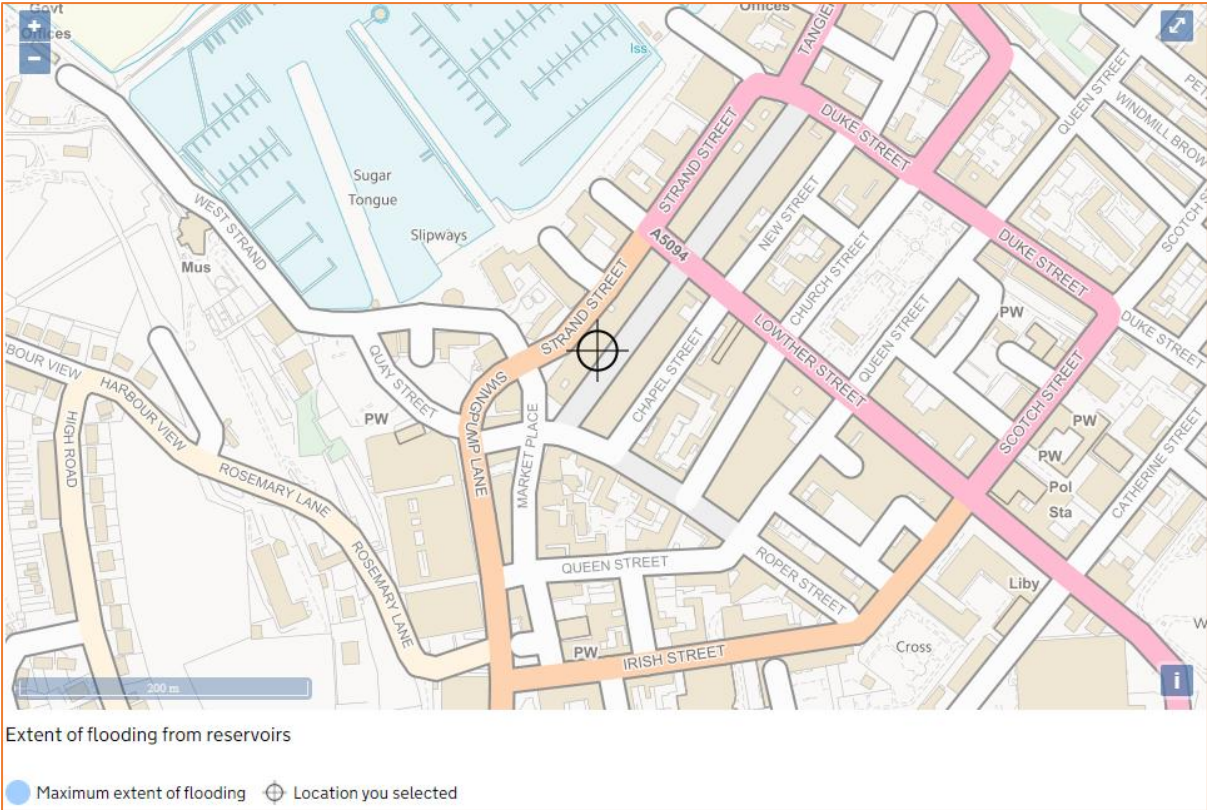 Govt
Offices
+
−
Offices
TANGIER
Iss
QUEEN STREET
PET
WINDMILL BROW
DUKE STREET
STRAND STREET
SCOTCH S
Sugar
Tongue
WEST STRAND
Slipways
Mus
A5094
NEW STREET
CHURCH STREET
DUKE STREET
QUEEN STREET
PW
DUKE STREET
STRAND STREET
LOWTHER STREET
CHAPEL STREET
RBOUR VIEW
HARBOUR VIEW
QUAY STREET
SWINGPUMP LANE
SCOTCH STREET
HIGH ROAD
PW
MARKET PLACE
PW
PW
CATHERINE STREET
ROSEMARY LANE
Pol
Sta
ROSEMARY LANE
QUEEN STREET
ROPER STREET
Liby
W
PW
IRISH STREET
Cross
200 m
i
Extent of flooding from reservoirs
Maximum extent of flooding
Location you selected